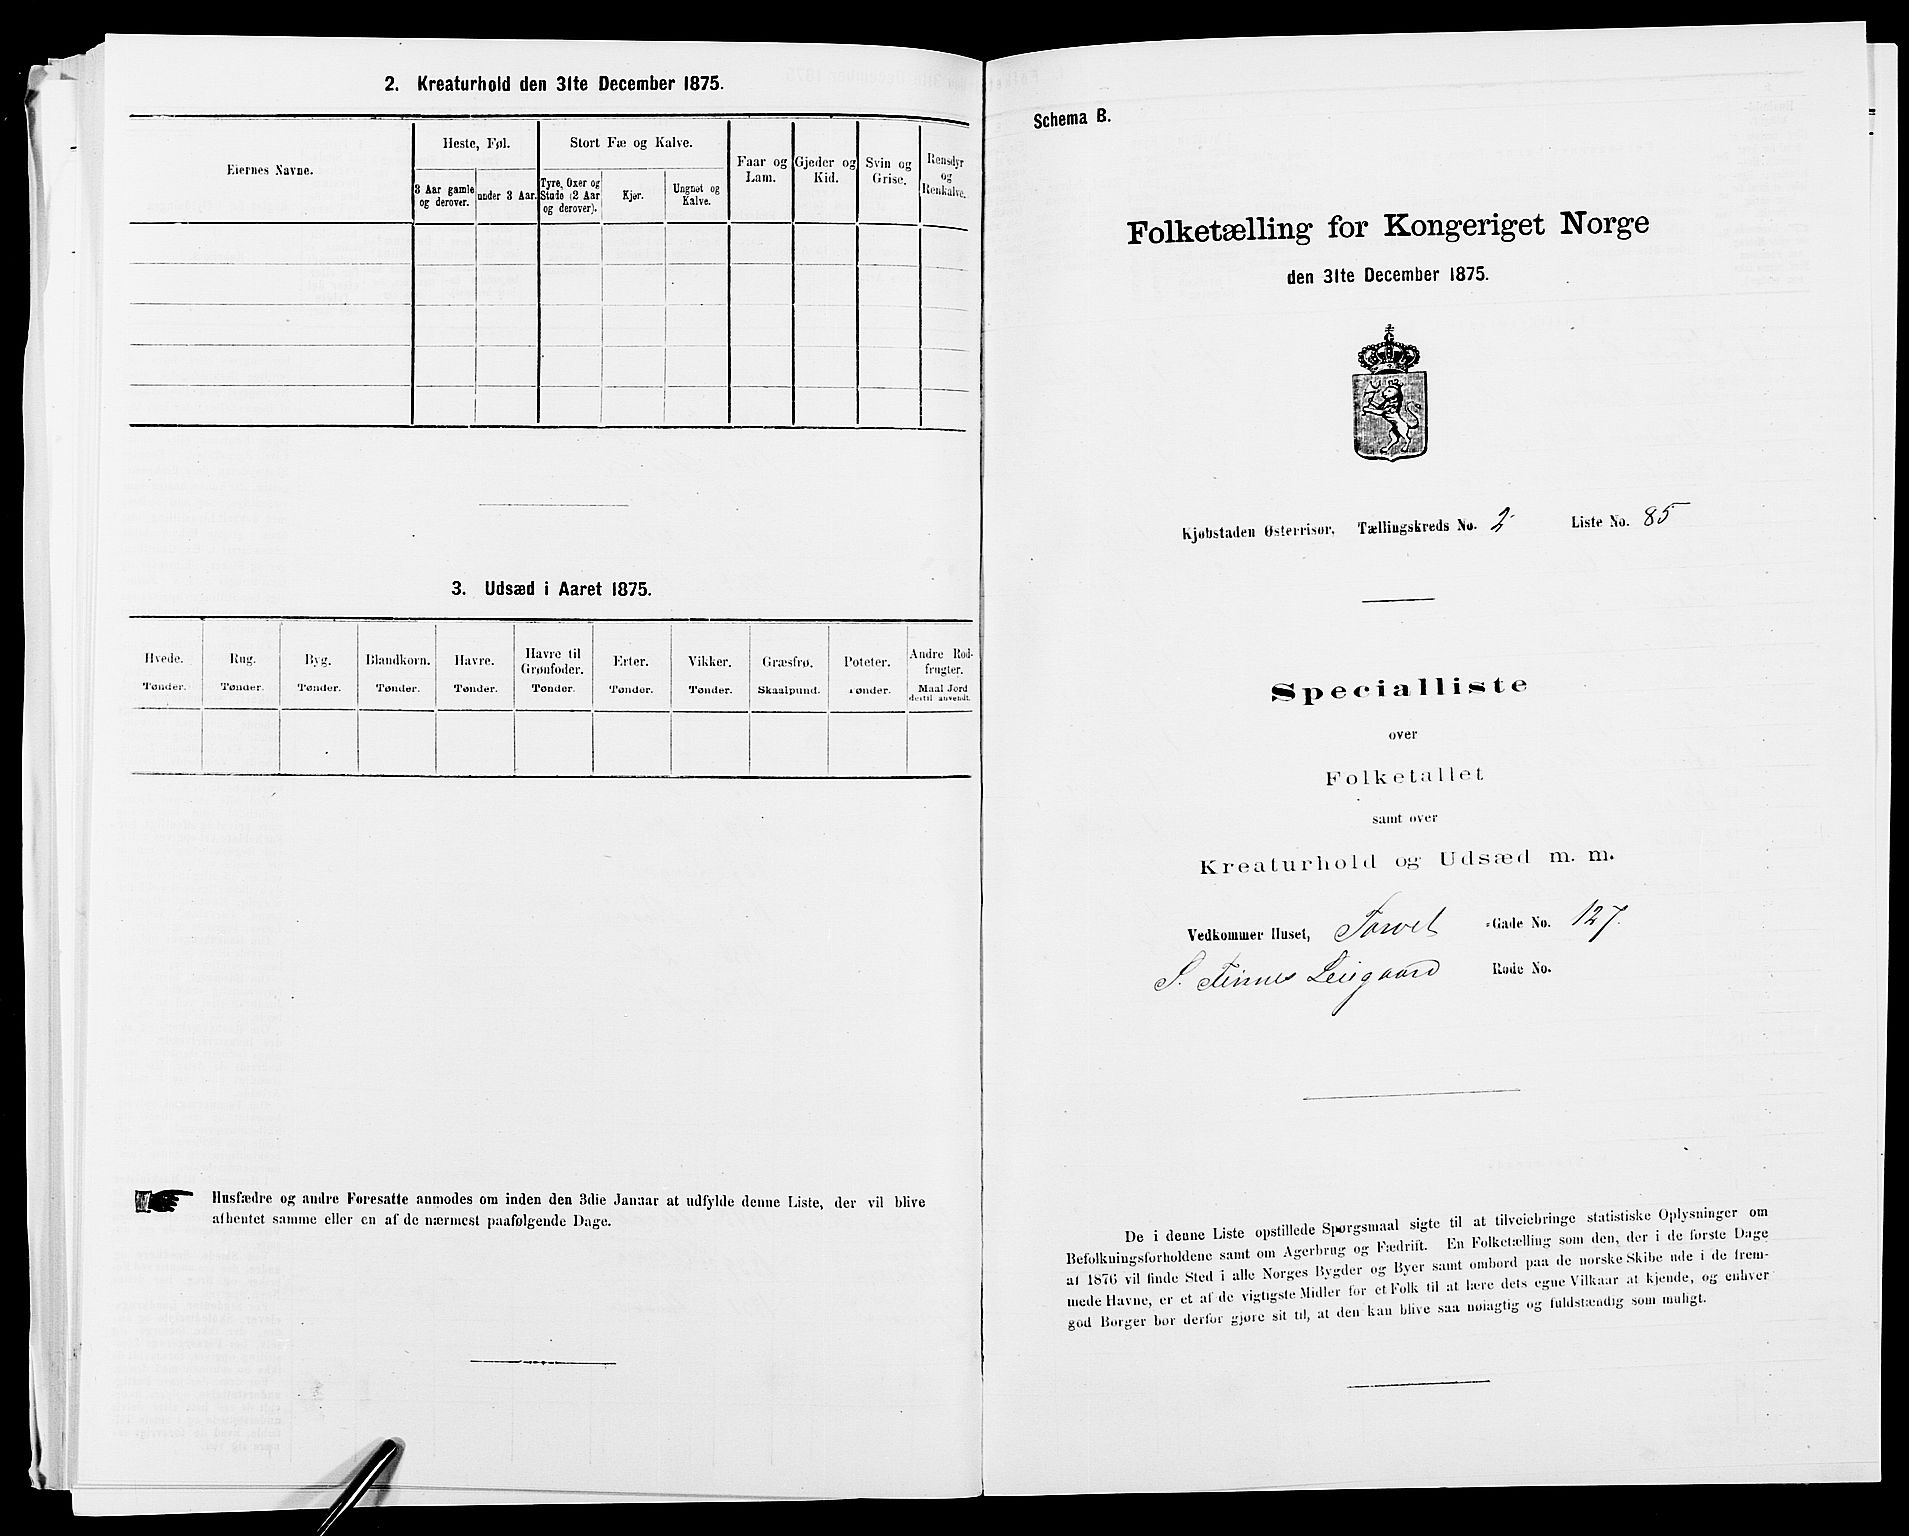 2. Kreaturhold den 31te December 1875.
Eiernes Navne.
Heste, Føl.
Stort Fæ og Kalve.
Faar og
Lam.
Gjeder og
Kid.
Svin og
Grise.
Rensdyr
og
Renkalve.
3 Aar gamle
og derover.
under 3 Aar.
Tyre, Oxer og
Stude (2 Aar
og derover).
Kjør.
Ungnøt og
Kalve.
3. Udsæd i Aaret 1875.
Hvede.
Rug.
Byg.
Blandkorn.
Havre.
Havre til
Grønfoder.
Erter.
Vikker.
Græsfrø.
Poteter.
Andre Rod-
frugter.
Tønder.
Tønder.
Tønder.
Tønder.
Tønder.
Tønder.
Tønder.
Tønder.
Skaalpund.
Tønder.
Maal Jord
dertil anvendt.
Husfædre og andre Foresatte anmodes om inden den 3die Januar at udfylde denne Liste, der vil blive
afhentet samme eller en af de nærmest paafølgende Dage.
Schema B.
Folketælling for Kongeriget Norge
den 31te December 1875.
Kjøbstaden Østerrisør. Tællingskreds No. 2 Liste No. 85
Specialliste
over
Folketallet
samt over
Kreaturhold og Udsæd m. m.
Vedkommer Huset, Torvet -Gade No. 127.
S. Finnes Leigaard Rode No.
De i denne Liste opstillede Spørgsmaal sigte til at tilveiebringe statistiske Oplysninger om
Befolkningsforholdene samt om Agerbrug og Fædrift. En Folketælling som den, der i de første Dage
af 1876 vil finde Sted i alle Norges Bygder og Byer samt ombord paa de norske Skibe ude i de frem-
mede Havne, er et af de vigtigste Midler for et Folk til at lære dets egne Vilkaar at kjende, og enhver
god Borger bør derfor gjøre sit til, at den kan blive saa nøiagtig og fuldstændig som muligt.